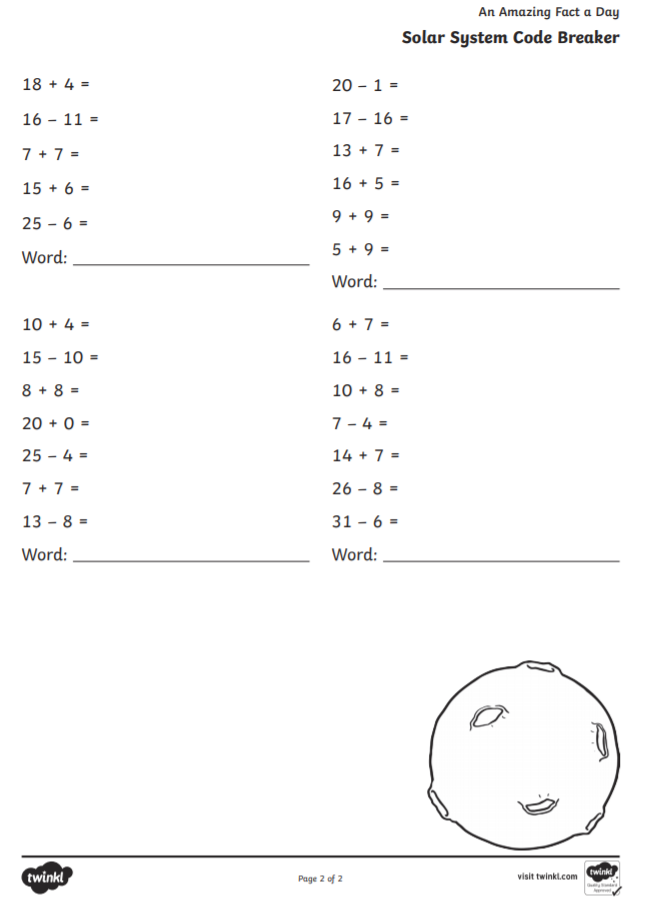 An Amazing Fact a Day
Solar System Code Breaker
18 + 4 =
16 – 11 =
7 + 7 =
15 + 6 =
25 – 6 =
Word:
20 – 1 =
17 – 16 =
13 + 7 =
16 + 5 =
9 + 9 =
5 + 9 =
Word:
10 + 4 =
15 – 10 =
8 + 8 =
20 + 0 =
25 – 4 =
7 + 7 =
13 – 8 =
Word:
6 + 7 =
16 – 11 =
10 + 8 =
7 – 4 =
14 + 7 =
26 – 8 =
31 – 6 =
Word:
twinkl
Page 2 of 2
visit twinkl.com
twinkl
Quality Standard
Approved